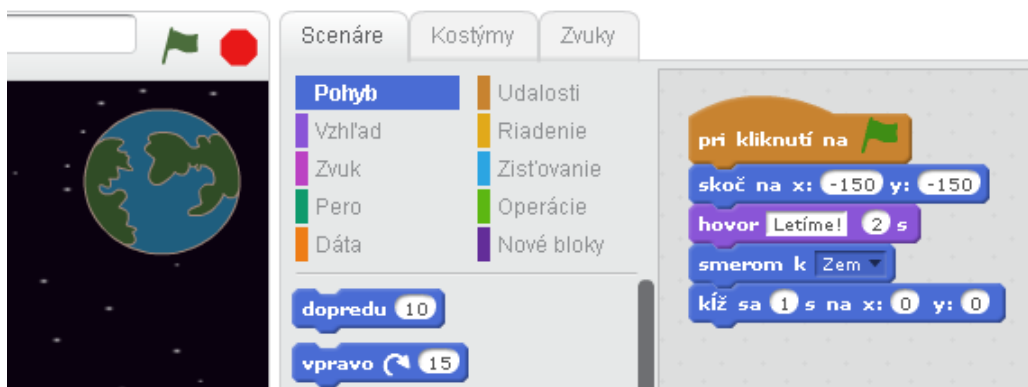 Scenáre Kostýmy Zvuky
Pohyb Udalosti
Vzhľad Riadenie
Zvuk Zisťovanie
Pero Operácie
Dáta Nové bloky
dopredu 10
vpravo 15
pri kliknutí na
skoč na x: -150 y: -150
hovor Letíme! 2 s
smerom k Zem
kĺž sa 1 s na x: 0 y: 0